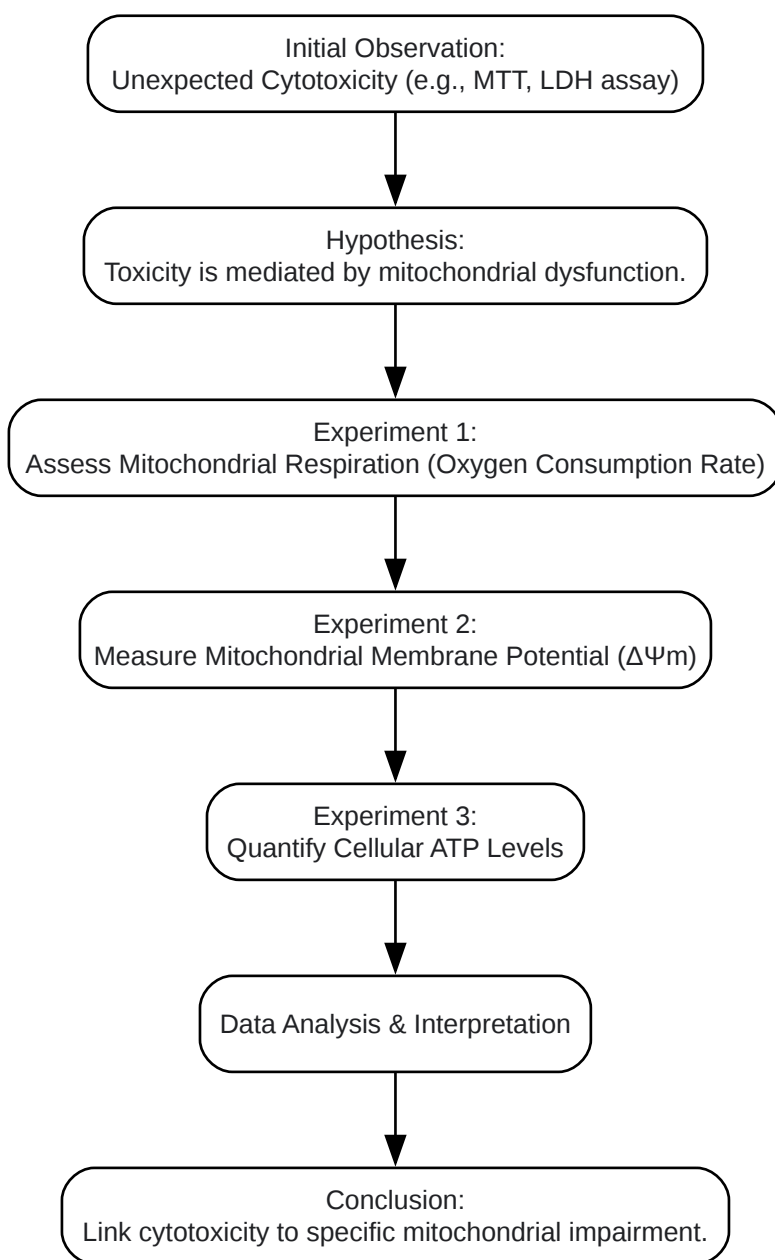 Initial Observation:
Unexpected Cytotoxicity (e.g., MTT, LDH assay)
Hypothesis:
Toxicity is mediated by mitochondrial dysfunction.
Experiment 1:
Assess Mitochondrial Respiration (Oxygen Consumption Rate)
Experiment 2:
Measure Mitochondrial Membrane Potential (ΔΨm)
Experiment 3:
Quantify Cellular ATP Levels
Data Analysis & Interpretation
Conclusion:
Link cytotoxicity to specific mitochondrial impairment.